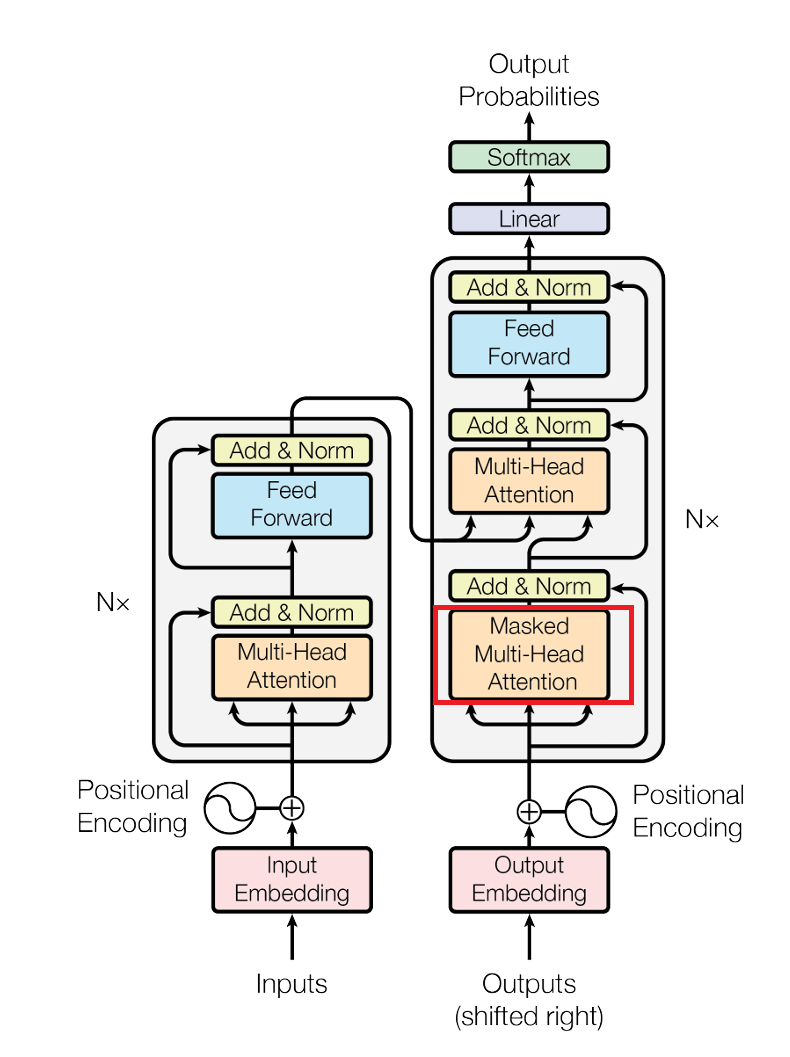 Output
Probabilities
Softmax
Linear
Add & Norm
Feed
Forward
Add & Norm
Multi-Head
Attention
N×
Add & Norm
Masked
Multi-Head
Attention
Positional
Encoding
Output
Embedding
Outputs
(shifted right)
Add & Norm
Feed
Forward
N×
Add & Norm
Multi-Head
Attention
Positional
Encoding
Input
Embedding
Inputs